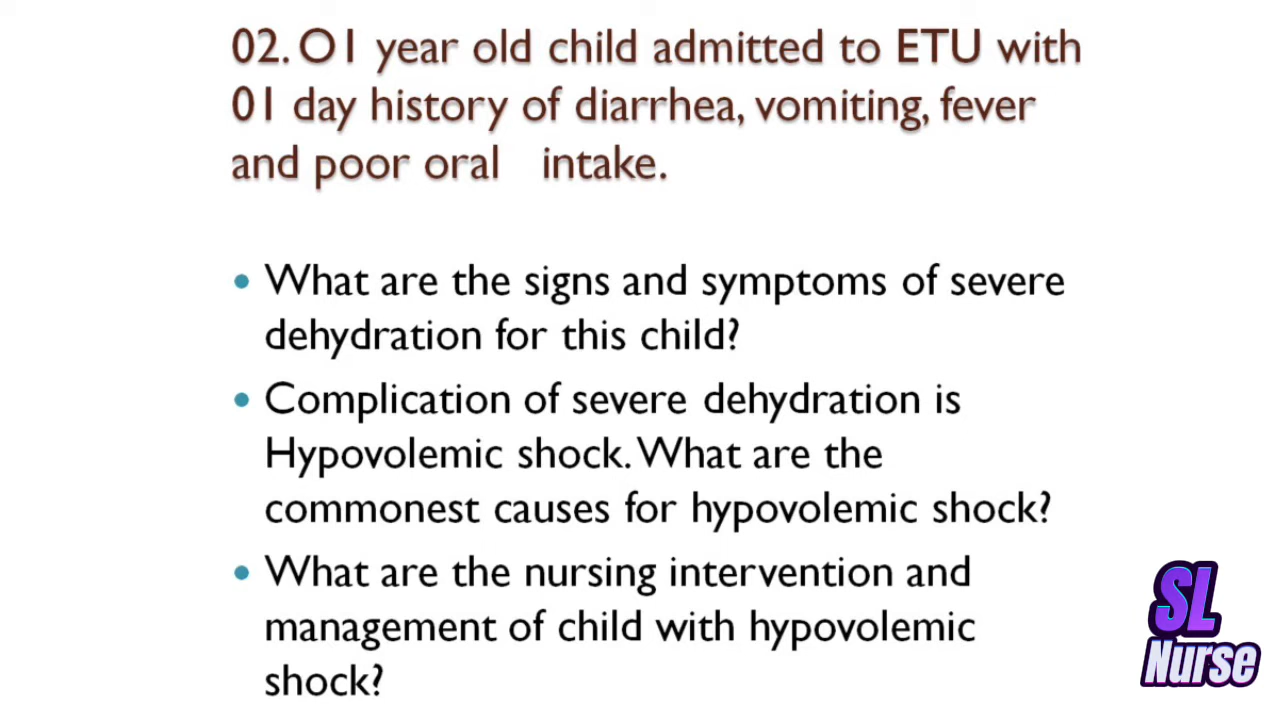 02. O1 year old child admitted to ETU with
01 day history of diarrhea, vomiting, fever
and poor oral intake.
• What are the signs and symptoms of severe
dehydration for this child?
• Complication of severe dehydration is
Hypovolemic shock. What are the
commonest causes for hypovolemic shock?
• What are the nursing intervention and
management of child with hypovolemic
shock?
SL
Nurse